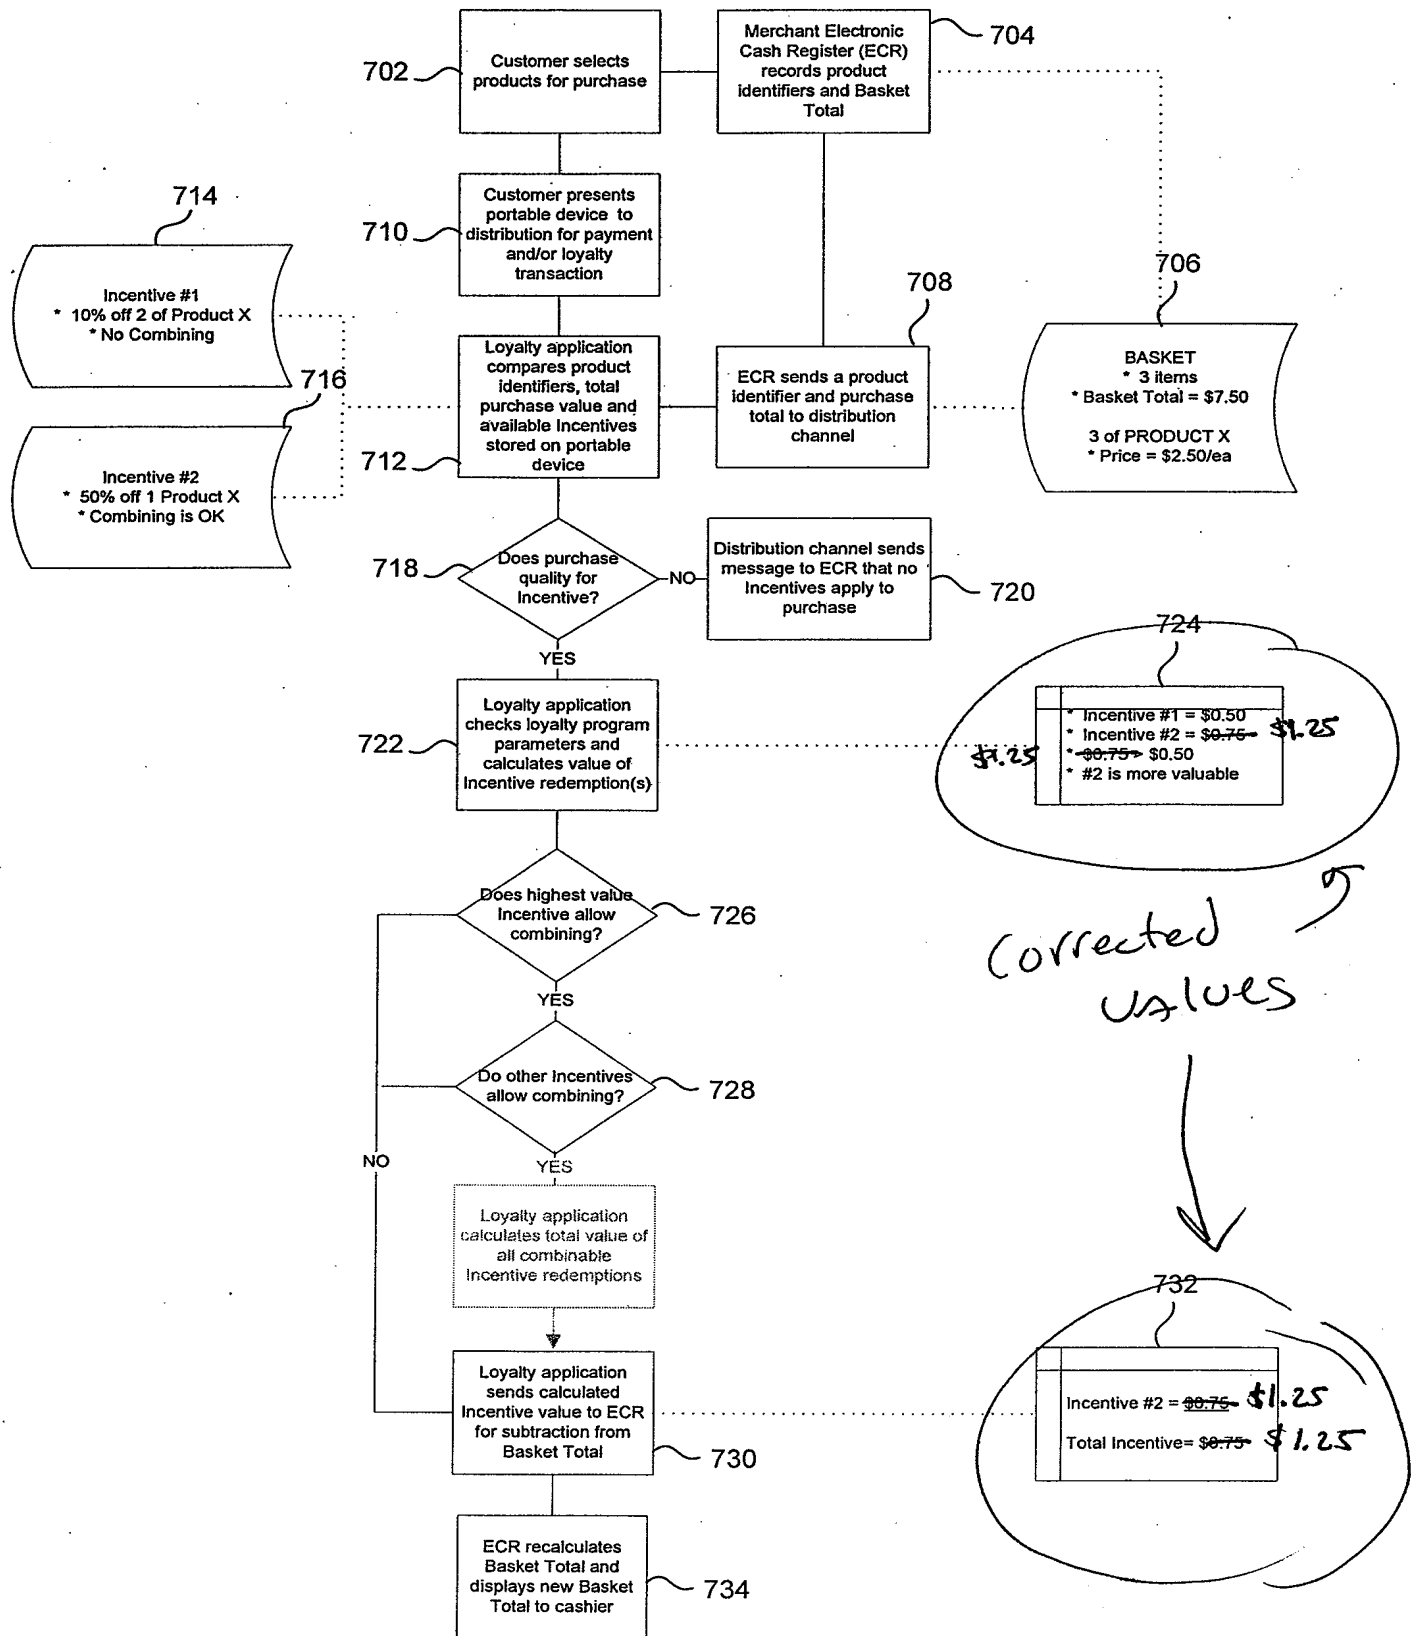 702
Customer selects
products for purchase
Merchant Electronic
Cash Register (ECR)
records product
identifiers and Basket
Total
704
714
Incentive #1
* 10% off 2 of Product X
* No Combining
710
Customer presents
portable device to
distribution for payment
and/or loyalty
transaction
706
708
716
Incentive #2
* 50% off 1 Product X
* Combining is OK
712
Loyalty application
compares product
identifiers, total
purchase value and
available Incentives
stored on portable
device
ECR sends a product
identifier and purchase
total to distribution
channel
BASKET
* 3 items
* Basket Total = $7.50
3 of PRODUCT X
* Price = $2.50/ea
718
Does purchase
quality for
Incentive?
NO
Distribution channel sends
message to ECR that no
Incentives apply to
purchase
720
YES
722
Loyalty application
checks loyalty program
parameters and
calculates value of
Incentive redemption(s)
724
* Incentive #1 = $0.50
* Incentive #2 = $0.75 $1.25
$1.25 * $0.75 > $0.50
* #2 is more valuable
Does highest value
Incentive allow
combining?
726
corrected
values
YES
Do other Incentives
allow combining?
728
NO
YES
Loyalty application
calculates total value of
all combinable
Incentive redemptions
Loyalty application
sends calculated
Incentive value to ECR
for subtraction from
Basket Total
730
732
Incentive #2 = $0.75 $1.25
Total Incentive= $0.75 $1.25
ECR recalculates
Basket Total and
displays new Basket
Total to cashier
734